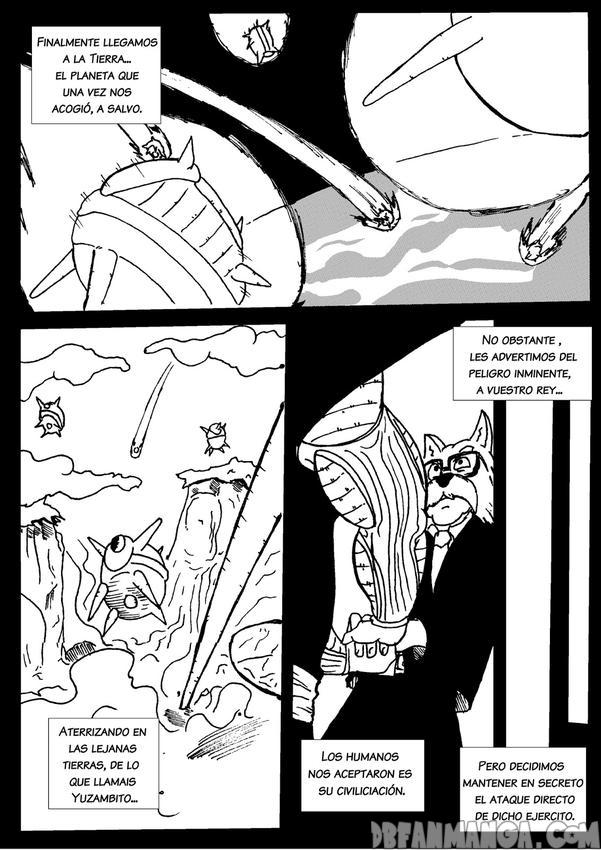 Finalmente llegamos
a la Tierra...
el planeta que
una vez nos
acogió, a salvo.
No obstante ,
les advertimos del
peligro inminente,
a vuestro rey...
Aterrizando en
las lejanas
tierras, de lo
que llamais
Yuzambito...
Los humanos
nos aceptaron es
su civiliciación.
Pero decidimos
mantener en secreto
el ataque directo
de dicho ejercito.
DBFANMANGA.COM